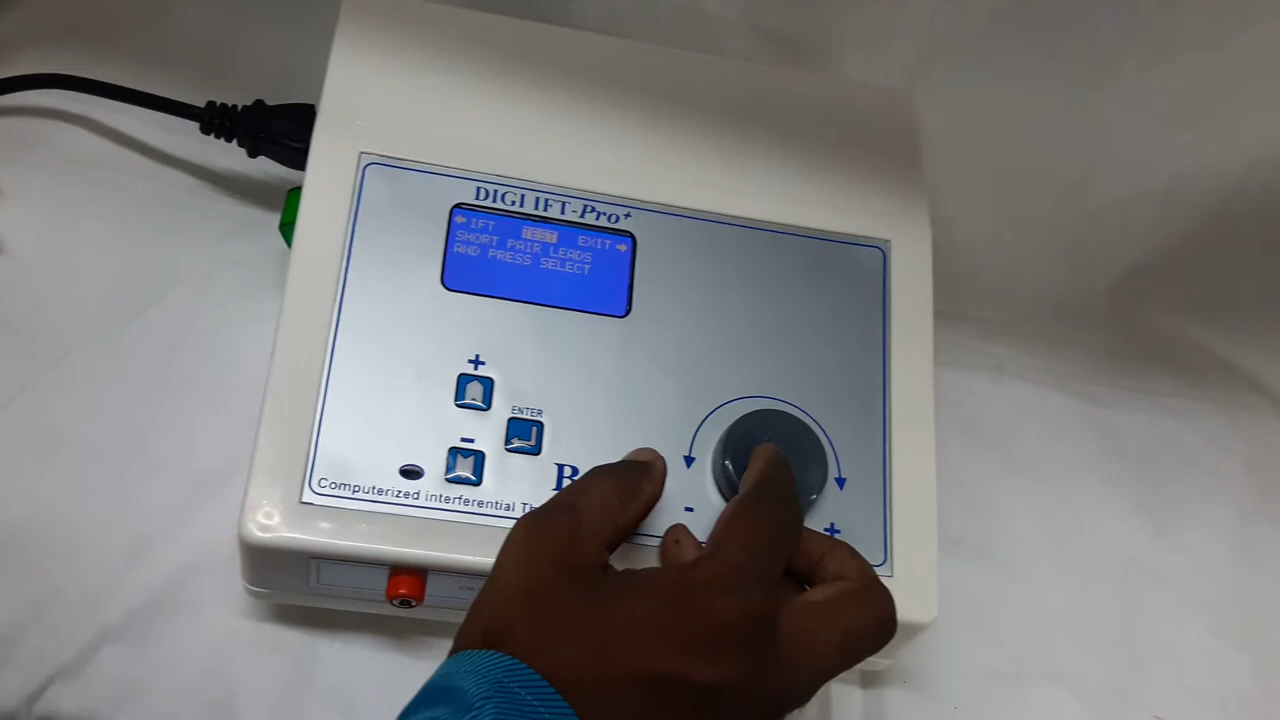 DIGI IFT-Pro+
IFT TEST EXIT
SHORT PAIR LEADS
AND PRESS SELECT
+
ENTER
-
B
- +
Computerized interferential Th